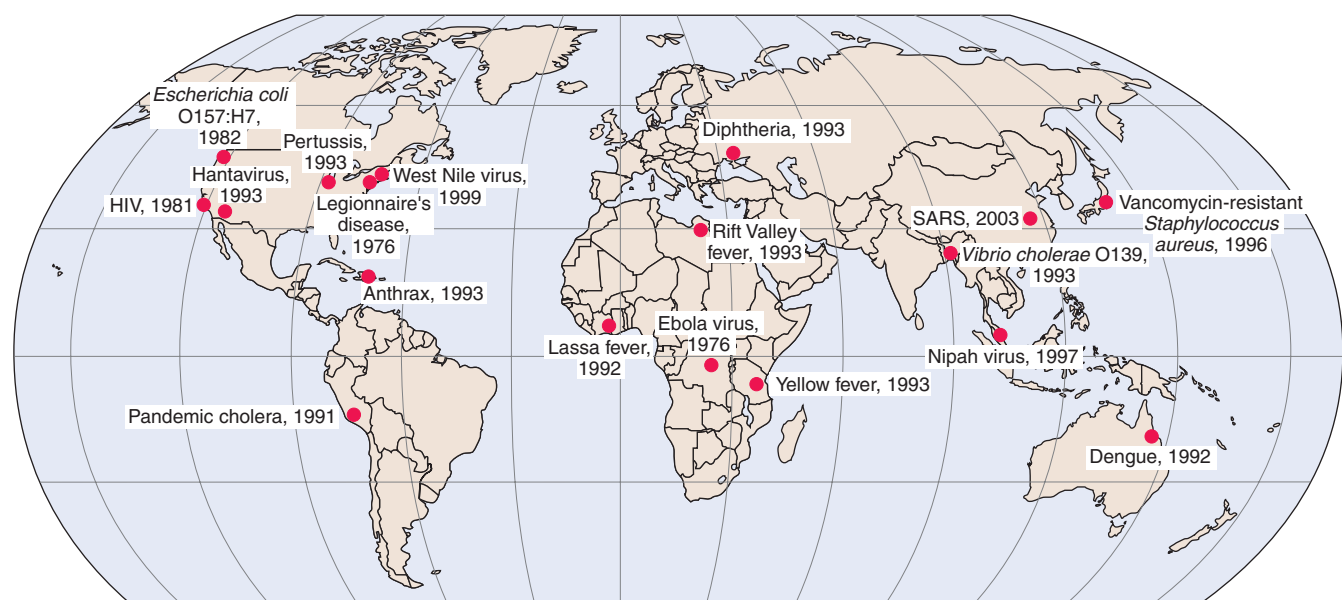 Escherichia coli
O157:H7,
1982
Pertussis,
1993
Hantavirus,
1993
HIV, 1981
West Nile virus,
1999
Legionnaire's
disease,
1976
Anthrax, 1993
Pandemic cholera, 1991
Diphtheria, 1993
Rift Valley
fever, 1993
Lassa fever,
1992
Ebola virus,
1976
Yellow fever, 1993
SARS, 2003
Vancomycin-resistant
Staphylococcus
aureus, 1996
Vibrio cholerae O139,
1993
Nipah virus, 1997
Dengue, 1992